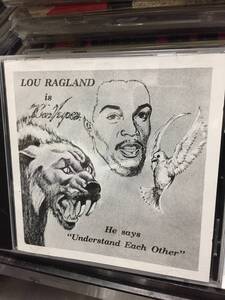 LOU RAGLAND
is
He says
"Understand Each Other"